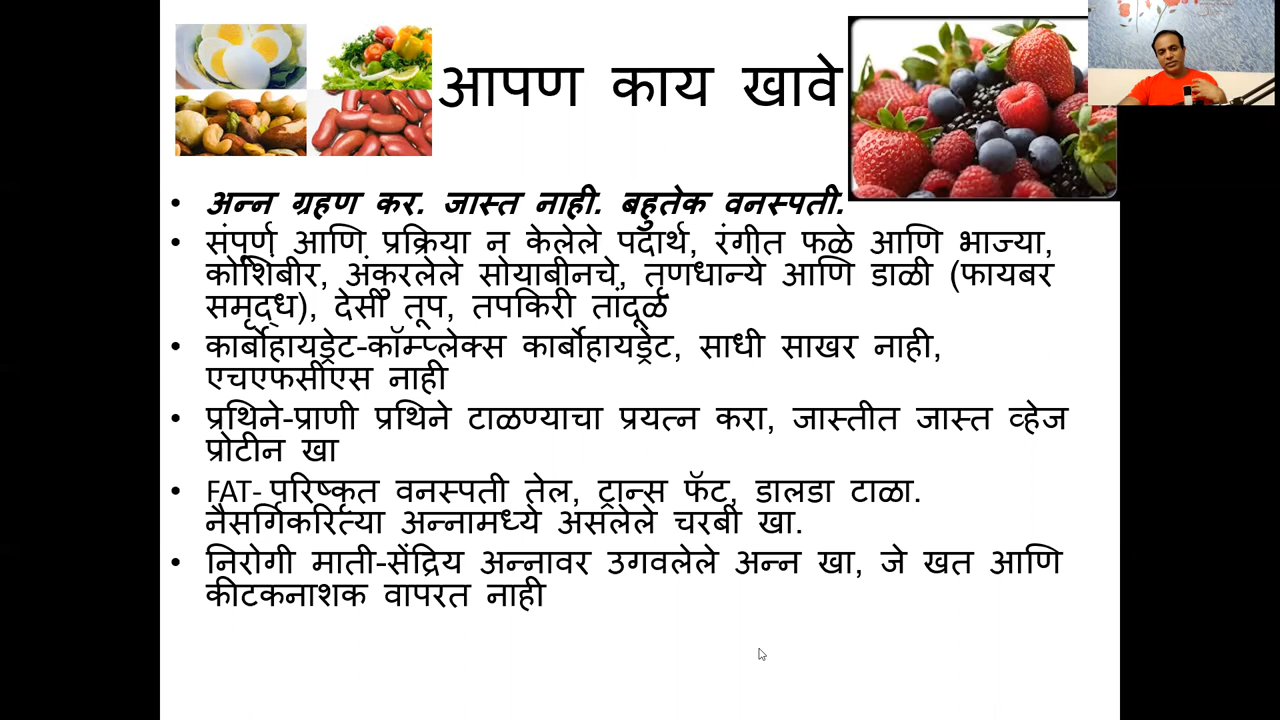 आपण काय खावे
• अन्न ग्रहण कर. जास्त नाही. बहुतेक वनस्पती.
• संपूर्ण आणि प्रक्रिया न केलेले पदार्थ, रंगीत फळे आणि भाज्या,
कोशिंबीर, अंकुरलेले सोयाबीनचे, तृणधान्ये आणि डाळी (फायबर
समृद्ध), देसी तूप, तपकिरी तांदूळ
• कार्बोहायड्रेट-कॉम्प्लेक्स कार्बोहायड्रेट, साधी साखर नाही,
एचएफसीएस नाही
• प्रथिने-प्राणी प्रथिने टाळण्याचा प्रयत्न करा, जास्तीत जास्त व्हेज
प्रोटीन खा
• FAT- परिष्कृत वनस्पती तेल, ट्रान्स फॅट, डालडा टाळा.
नैसर्गिकरित्या अन्नामध्ये असलेले चरबी खा.
• निरोगी माती-सेंद्रिय अन्नावर उगवलेले अन्न खा, जे खत आणि
कीटकनाशक वापरत नाही